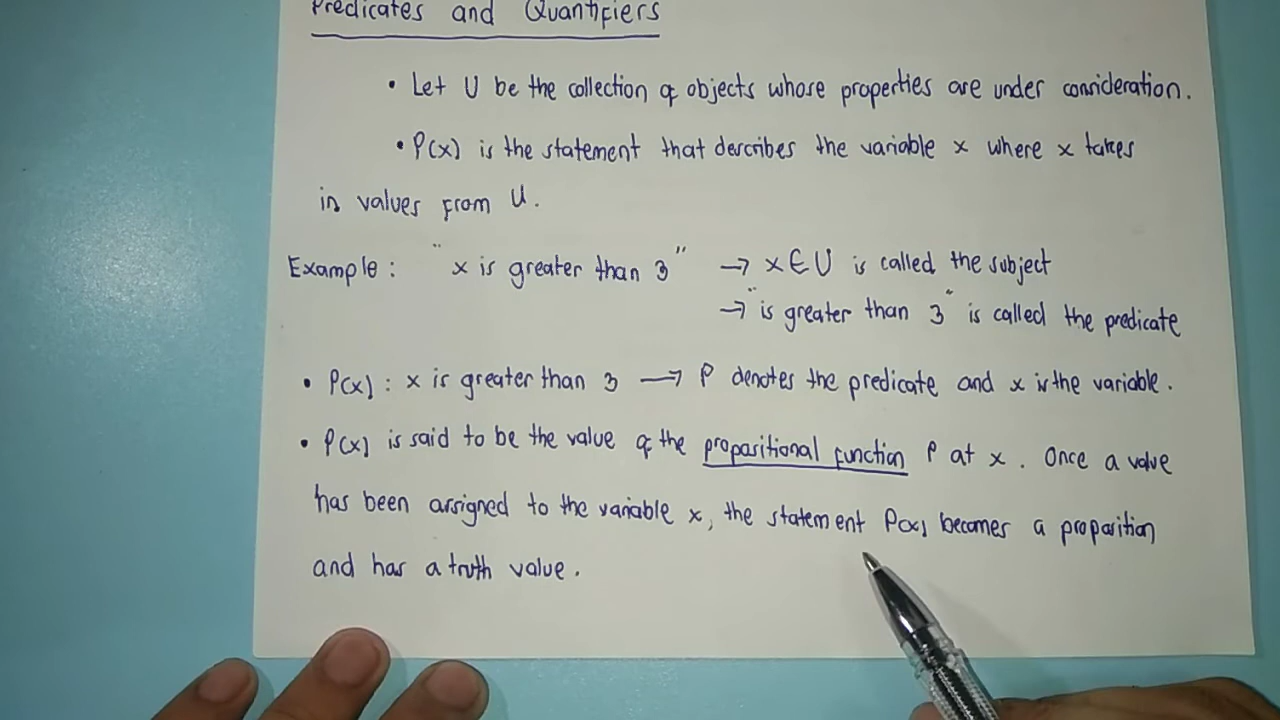 Predicates and Quantifiers
• Let U be the collection of objects whose properties are under consideration.
• P(x) is the statement that describes the variable x where x takes
in values from U.
Example: "x is greater than 3" → x∈U is called the subject
→ "is greater than 3" is called the predicate
• P(x): x is greater than 3 → P denotes the predicate and x is the variable.
• P(x) is said to be the value of the propositional function P at x. Once a value
has been assigned to the variable x, the statement P(x) becomes a proposition
and has a truth value.